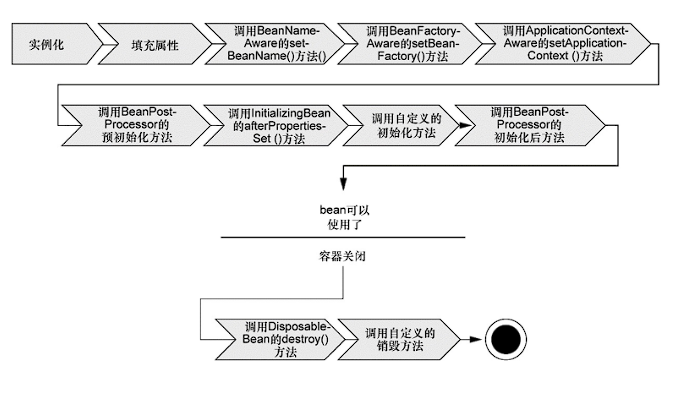 实例化
填充属性
调用BeanName-
Aware的set-
BeanName()方法()
调用BeanFactory-
Aware的setBean-
Factory()方法
调用ApplicationContext-
Aware的setApplication-
Context ()方法
调用BeanPost-
Processor的
预初始化方法
调用InitializingBean
的afterProperties-
Set ()方法
调用自定义的
初始化方法
调用BeanPost-
Processor的
初始化后方法
bean可以
使用了
容器关闭
调用Disposable-
Bean的destroy()
方法
调用自定义的
销毁方法